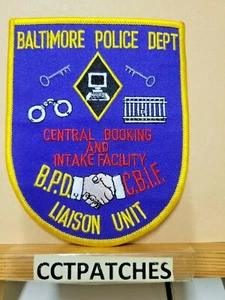 BALTIMORE POLICE DEPT
CENTRAL BOOKING
AND
INTAKE FACILITY
B.P.D. C.B.I.F.
LIAISON UNIT
CCTPATCHES